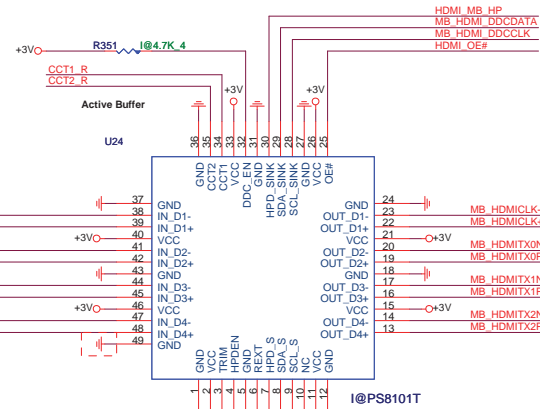 HDMI_MB_HP
MB_HDMI_DDCDATA
MB_HDMI_DDCCLK
HDMI_OE#
+3V
R351
I@4.7K_4
CCT1_R
CCT2_R
+3V
+3V
Active Buffer
U24
36 35 34 33 32 31 30 29 28 27 26 25
GND CCT2 CCT1 VCC DDC_EN GND HPD_SINK SDA_SINK SCL_SINK GND VCC OE#
37 GND
38 IN_D1-
39 IN_D1+
+3V 40 VCC
41 IN_D2-
42 IN_D2+
43 GND
44 IN_D3-
45 IN_D3+
+3V 46 VCC
47 IN_D4-
48 IN_D4+
49 GND
GND 24
OUT_D1- 23 MB_HDMICLK-
OUT_D1+ 22 MB_HDMICLK+
VCC 21 +3V
OUT_D2- 20 MB_HDMITX0N
OUT_D2+ 19 MB_HDMITX0P
GND 18
OUT_D3- 17 MB_HDMITX1N
OUT_D3+ 16 MB_HDMITX1P
VCC 15 +3V
OUT_D4- 14 MB_HDMITX2N
OUT_D4+ 13 MB_HDMITX2P
GND VCC TRIM HPDEN GND REXT HPD_S SDA_S SCL_S NC VCC GND
1 2 3 4 5 6 7 8 9 10 11 12
I@PS8101T